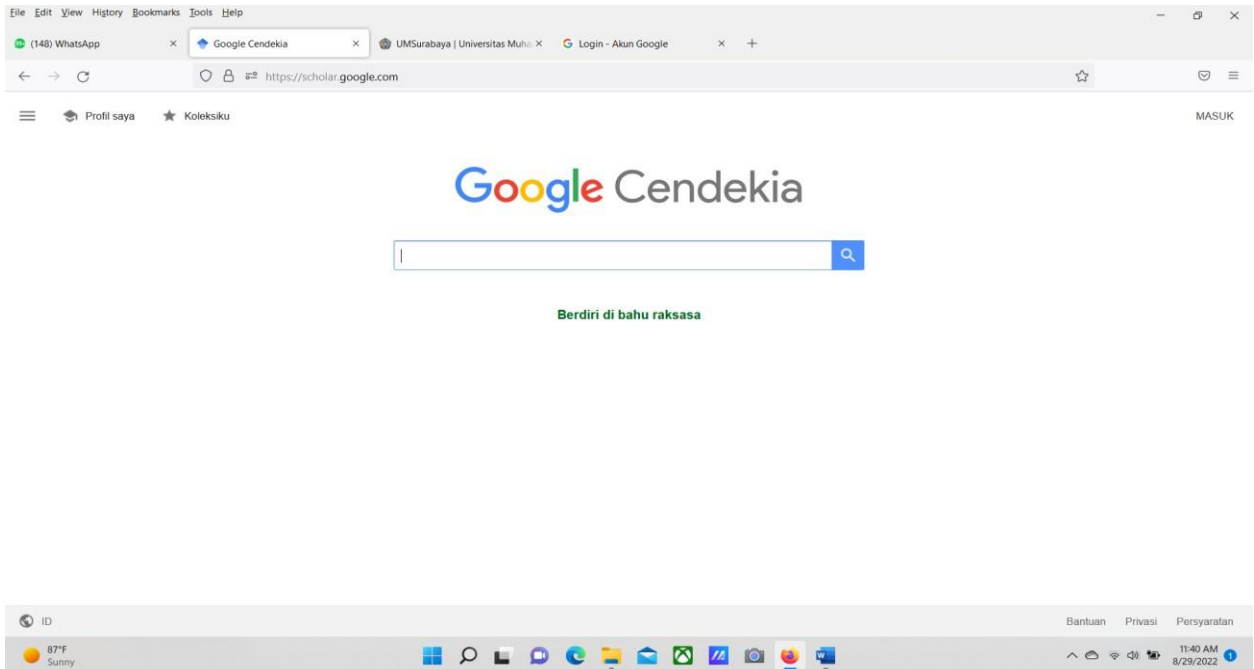 File Edit View History Bookmarks Tools Help
(148) WhatsApp Google Cendekia UMSurabaya | Universitas Muha Login - Akun Google
https://scholar.google.com
Profil saya Koleksiku MASUK
Google Cendekia
Berdiri di bahu raksasa
ID Bantuan Privasi Persyaratan
87°F
Sunny
11:40 AM
8/29/2022
1